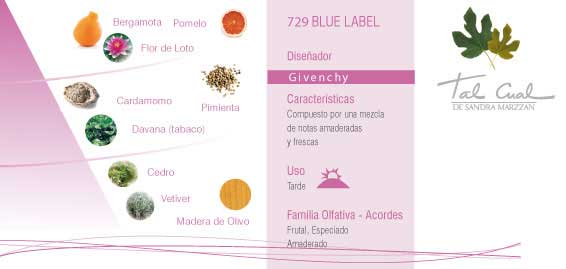 Bergamota
Pomelo
Flor de Loto
Cardamomo
Pimienta
Davana (tabaco)
Cedro
Vetiver
Madera de Olivo
729 BLUE LABEL
Diseñador
Givenchy
Características
Compuesto por una mezcla
de notas amaderadas
y frescas
Uso
Tarde
Familia Olfativa - Acordes
Frutal, Especiado
Amaderado
Tal Cual
DE SANDRA MARZZAN